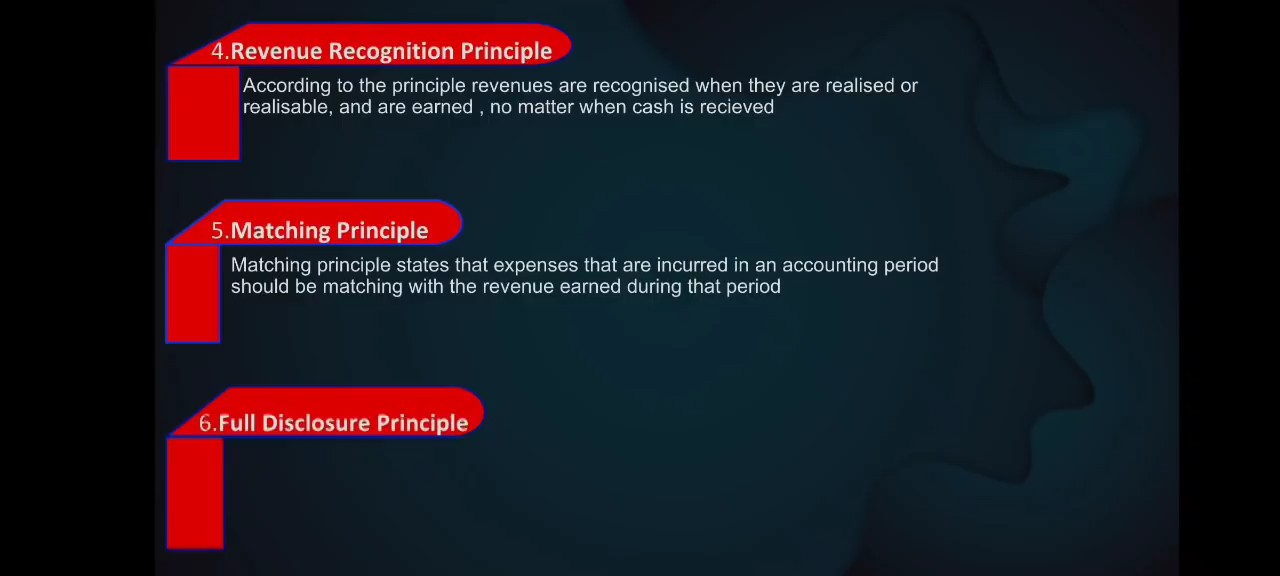 4.Revenue Recognition Principle
According to the principle revenues are recognised when they are realised or
realisable, and are earned , no matter when cash is recieved
5.Matching Principle
Matching principle states that expenses that are incurred in an accounting period
should be matching with the revenue earned during that period
6.Full Disclosure Principle